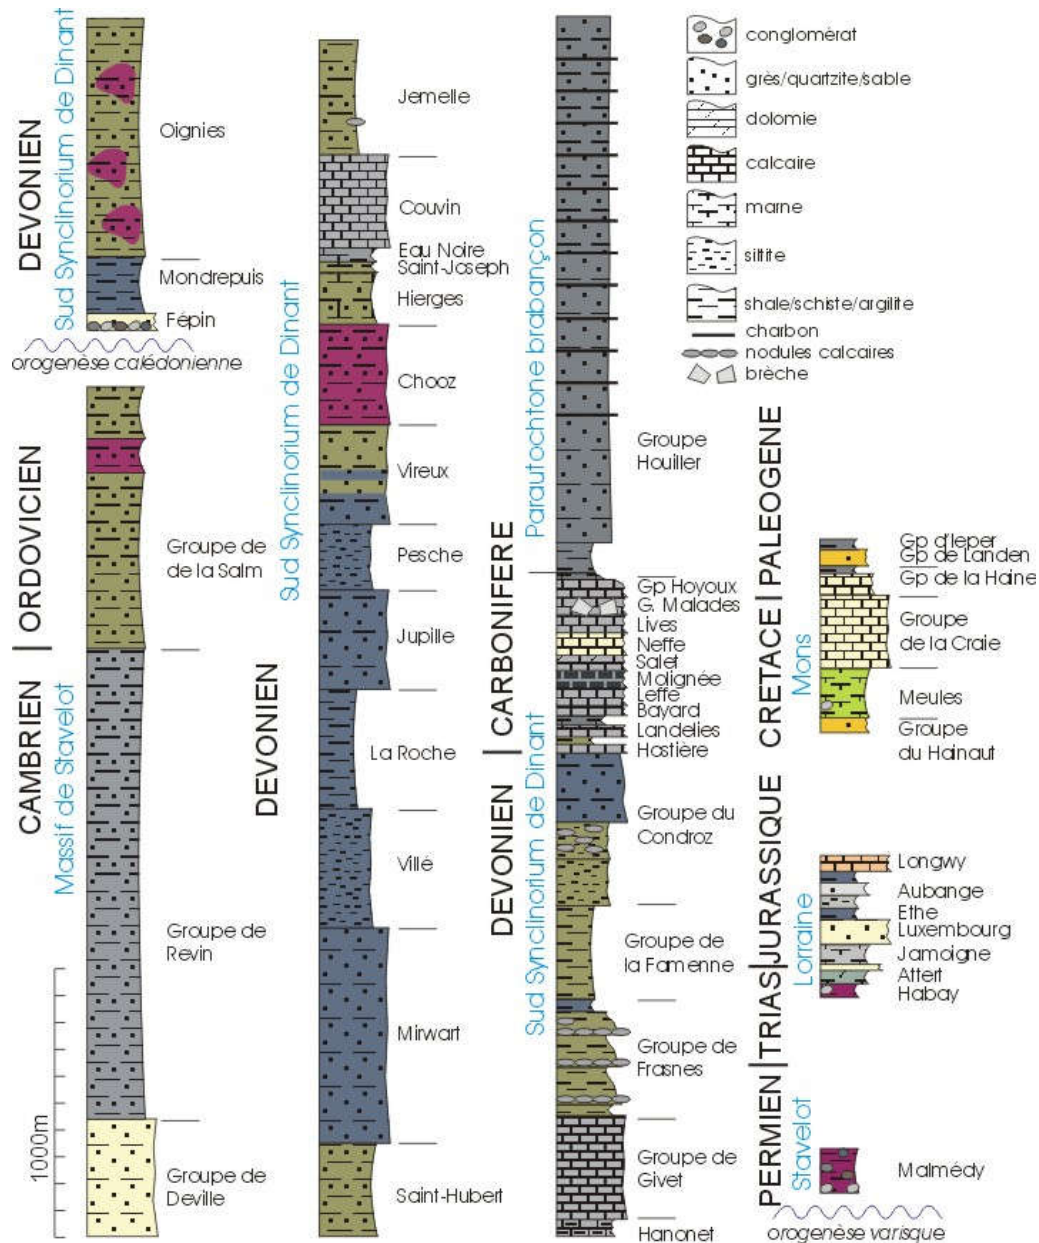 DEVONIEN
Sud Synclinorium de Dinant
Oignies
Mondrepuis
Fépin
orogenèse calédonienne
ORDOVICIEN
CAMBRIEN
Massif de Stavelot
Groupe de
de la Salm
Groupe de
Revin
Groupe de
Deville
1000m
DEVONIEN
Sud Synclinorium de Dinant
Jemelle
Couvin
Eau Noire
Saint-Joseph
Hierges
Chooz
Vireux
Pesche
Jupille
La Roche
Villé
Mirwart
Saint-Hubert
Parautochtone brabançon
CARBONIFERE
DEVONIEN
Sud Synclinorium de Dinant
Groupe
Houiller
Gp Hoyoux
G. Malades
Lives
Neffe
Salet
Molignée
Leffe
Bayard
Landelies
Hastière
Groupe du
Condroz
Groupe de
la Famenne
Groupe de
Frasnes
Groupe de
Givet
Hanonet
conglomérat
grès/quartzite/sable
dolomie
calcaire
marne
siltite
shale/schiste/argilite
charbon
nodules calcaires
brèche
PALEOGENE
CRETACE
Mons
Gp d'Ieper
Gp de Landen
Gp de la Haine
Groupe
de la Craie
Meules
Groupe
du Hainaut
JURASSIQUE
TRIAS
Lorraine
Longwy
Aubange
Ethe
Luxembourg
Jamoigne
Attert
Habay
PERMIEN
Stavelot
Malmédy
orogenèse varisque